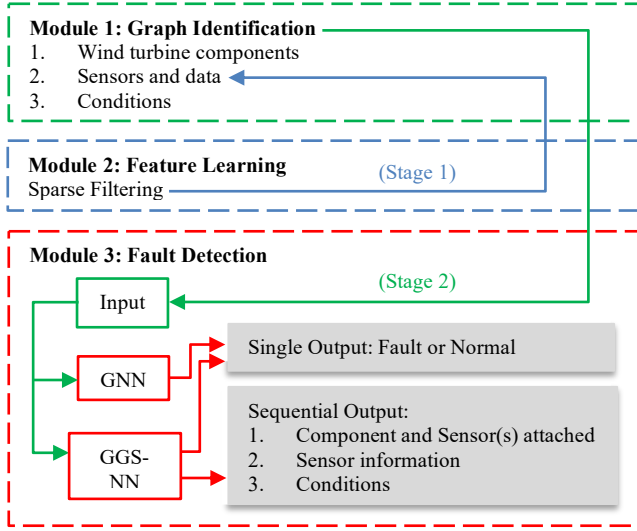 Module 1: Graph Identification
1. Wind turbine components
2. Sensors and data
3. Conditions
Module 2: Feature Learning
(Stage 1)
Sparse Filtering
Module 3: Fault Detection
(Stage 2)
Input
Single Output: Fault or Normal
GNN
Sequential Output:
1. Component and Sensor(s) attached
2. Sensor information
3. Conditions
GGS-
NN